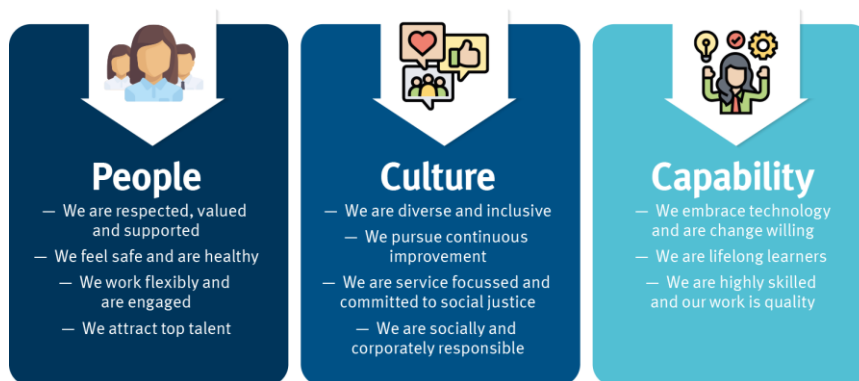 People
— We are respected, valued
and supported
— We feel safe and are healthy
— We work flexibly and
are engaged
— We attract top talent
Culture
— We are diverse and inclusive
— We pursue continuous
improvement
— We are service focussed and
committed to social justice
— We are socially and
corporately responsible
Capability
— We embrace technology
and are change willing
— We are lifelong learners
— We are highly skilled
and our work is quality